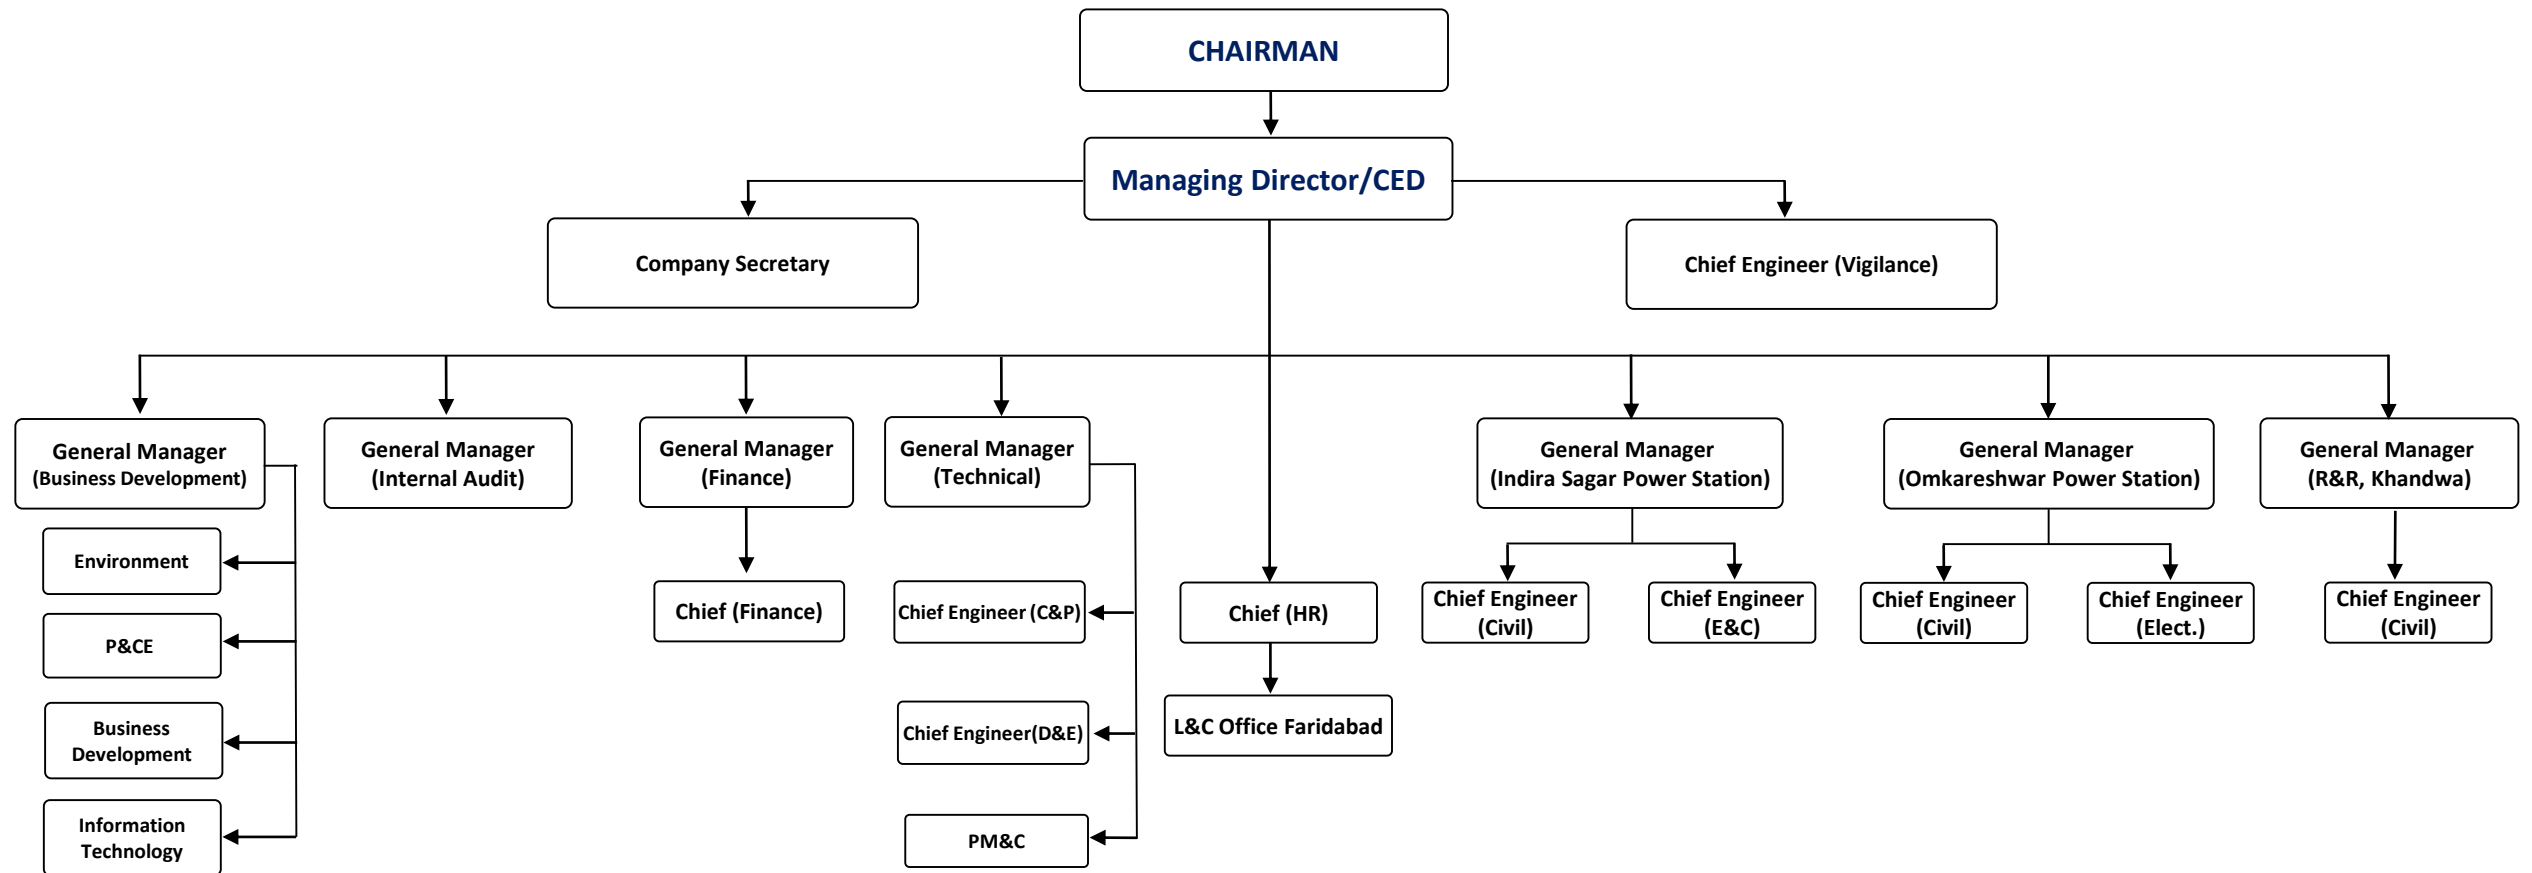 CHAIRMAN
Managing Director/CED
Company Secretary
Chief Engineer (Vigilance)
General Manager
(Business Development)
General Manager
(Internal Audit)
General Manager
(Finance)
General Manager
(Technical)
General Manager
(Indira Sagar Power Station)
General Manager
(Omkareshwar Power Station)
General Manager
(R&R, Khandwa)
Environment
P&CE
Business
Development
Information
Technology
Chief (Finance)
Chief Engineer (C&P)
Chief Engineer(D&E)
PM&C
Chief (HR)
L&C Office Faridabad
Chief Engineer
(Civil)
Chief Engineer
(E&C)
Chief Engineer
(Civil)
Chief Engineer
(Elect.)
Chief Engineer
(Civil)